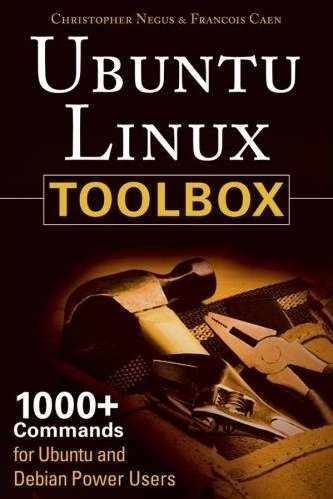 CHRISTOPHER NEGUS & FRANCOIS CAEN
UBUNTU
LINUX
TOOLBOX
1000+
Commands
for Ubuntu and
Debian Power Users